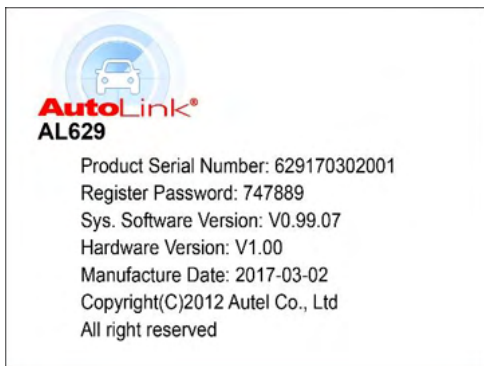 AutoLink®
AL629
Product Serial Number: 629170302001
Register Password: 747889
Sys. Software Version: V0.99.07
Hardware Version: V1.00
Manufacture Date: 2017-03-02
Copyright(C)2012 Autel Co., Ltd
All right reserved